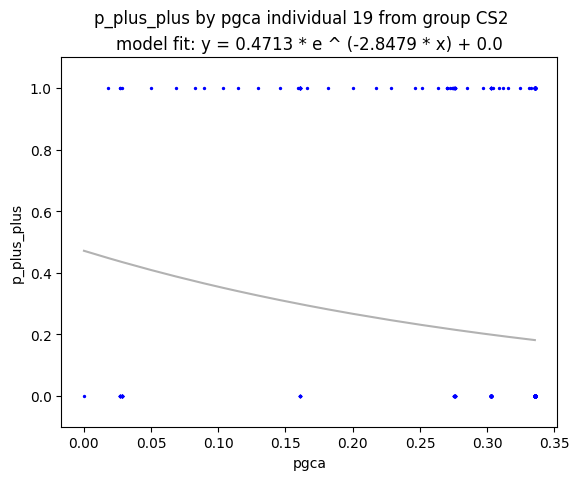 p_plus_plus by pgca individual 19 from group CS2
model fit: y = 0.4713 * e ^ (-2.8479 * x) + 0.0
1.0
0.8
0.6
0.4
0.2
0.0
p_plus_plus
0.00 0.05 0.10 0.15 0.20 0.25 0.30 0.35
pgca